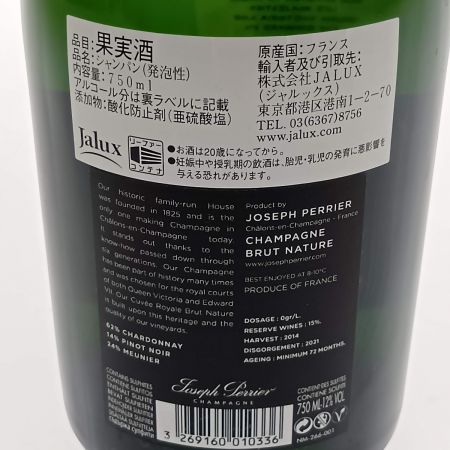 品目:果実酒
品名:シャンパン(発泡性)
内容量:750ml
アルコール分は裏ラベルに記載
添加物:酸化防止剤(亜硫酸塩)
原産国:フランス
輸入者及び引取先:
株式会社JALUX
(ジャルックス)
東京都港区港南1-2-70
TEL 03(6367)8756
www.jalux.com
Jalux
リーファー
コンテナ
●お酒は20歳になってから。
●妊娠中や授乳期の飲酒は、胎児・乳児の発育に悪影響を
与える恐れがあります。
Our historic family-run House
was founded in 1825 and is the
only one making Champagne in
Châlons-en-Champagne today.
It stands out thanks to the
know-how passed down through
six generations. Our Champagne
has been part of history many times
and was chosen for the royal courts
of both Queen Victoria and Edward
VII. Our Cuvée Royale Brut Nature
is built upon this heritage and the
quality of our vineyards.
62% CHARDONNAY
14% PINOT NOIR
24% MEUNIER
Product by
JOSEPH PERRIER
Châlons-en-Champagne - France
CHAMPAGNE
BRUT NATURE
www.josephperrier.com
BEST ENJOYED AT 8-10°C
PRODUCE OF FRANCE
DOSAGE : 0gr/L.
RESERVE WINES : 15%.
HARVEST : 2014
DISGORGEMENT : 2021
AGEING : MINIMUM 72 MONTHS.
CONTAINS SULPHITES
Joseph Perrier
CHAMPAGNE
3 269160 010336
CONTIENT DES SULFITES
750 ML-12% VOL
NM-266-001